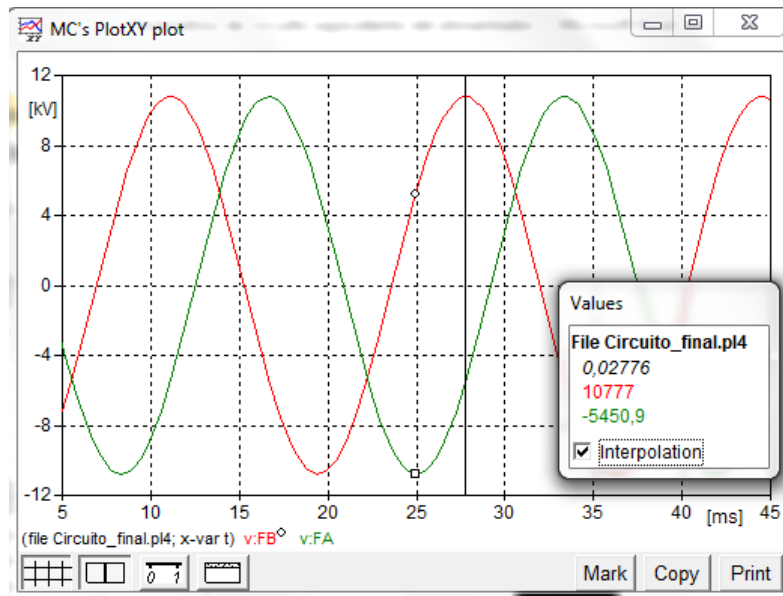 MC's PlotXY plot
12
[kV]
8
4
0
-4
-8
-12
5 10 15 20 25 30 35 40 [ms] 45
Values
File Circuito_final.pl4
0,02776
10777
-5450,9
Interpolation
(file Circuito_final.pl4; x-var t) v:FB v:FA
0 1
Mark Copy Print